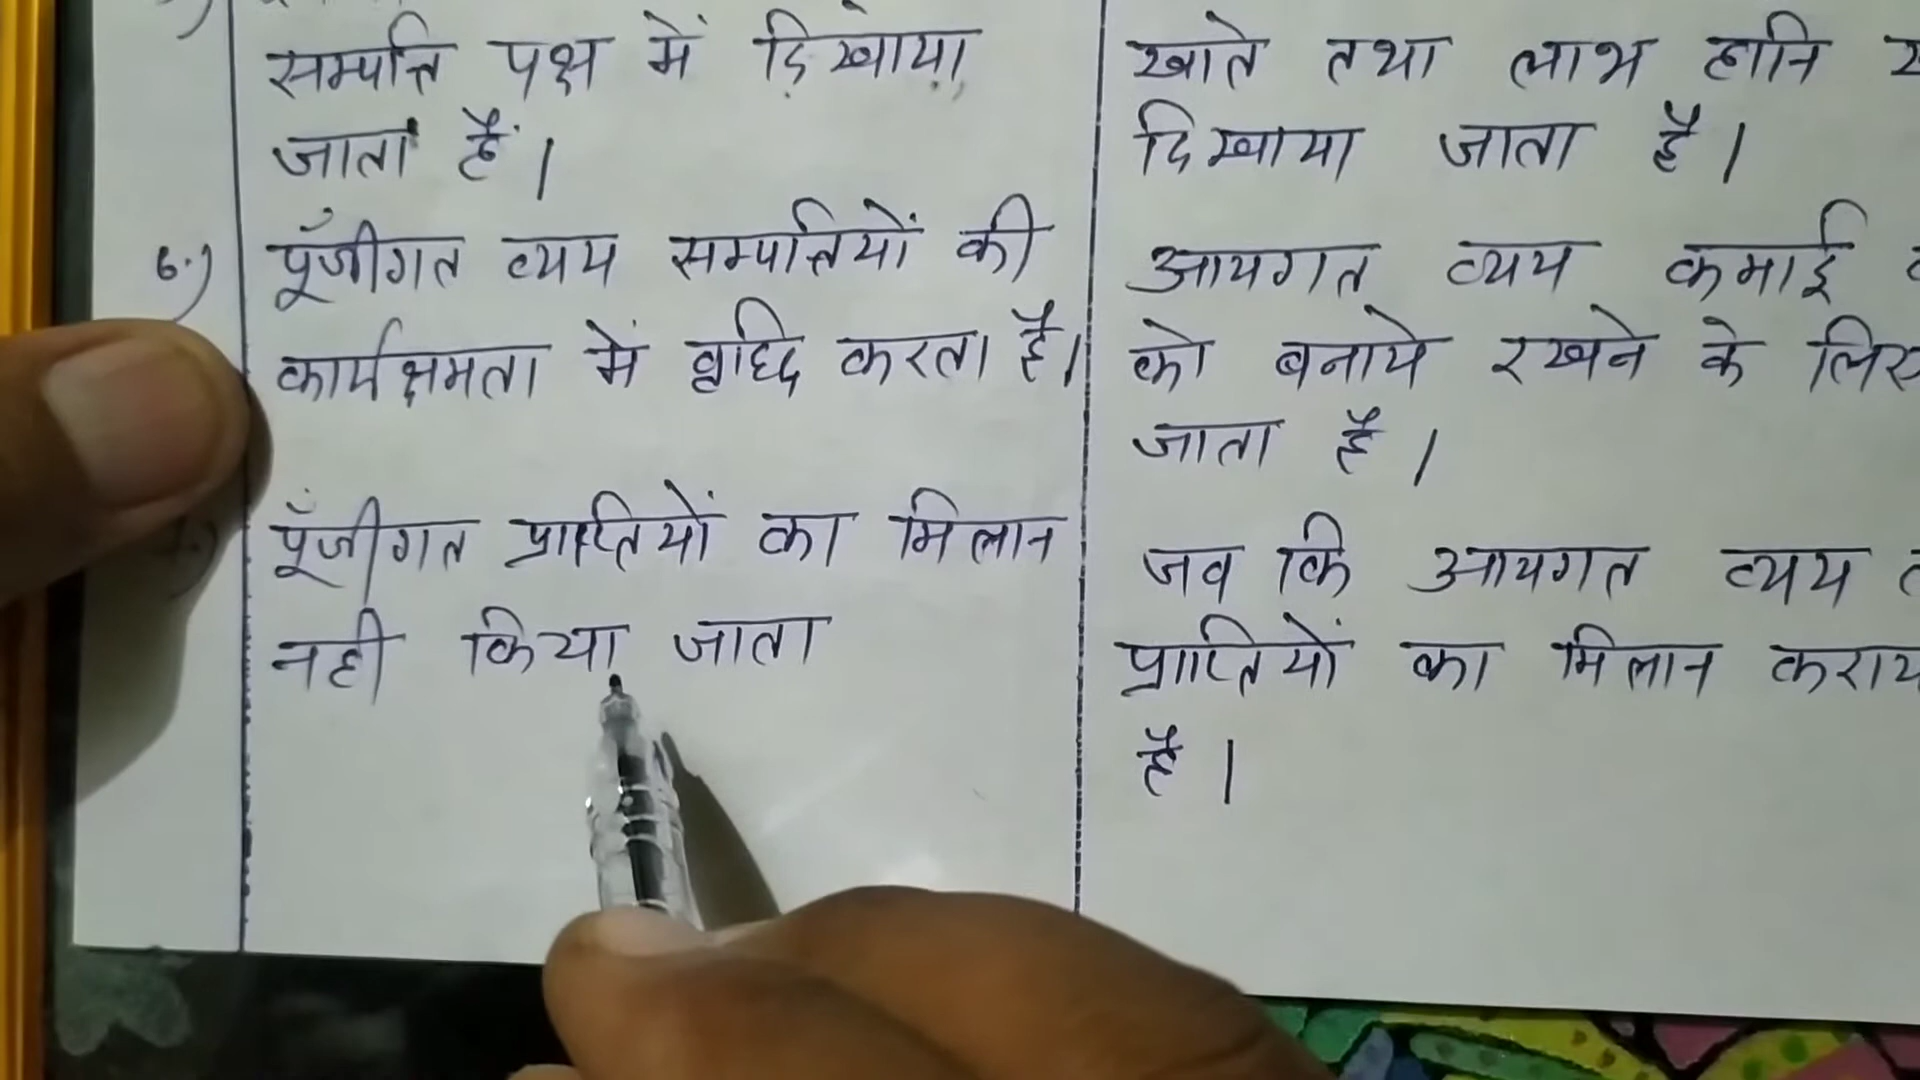 सम्पत्ति पक्ष में दिखाया
जाता है।
6.) पूँजीगत व्यय सम्पत्तियों की
कार्यक्षमता में वृद्धि करता है।
पूँजीगत प्राप्तियों का मिलान
नही किया जाता
खाते तथा लाभ हानि
दिखाया जाता है।
आयगत व्यय कमाई
को बनाये रखने के लिए
जाता है।
जब कि आयगत व्यय
प्राप्तियों का मिलान कराय
है।